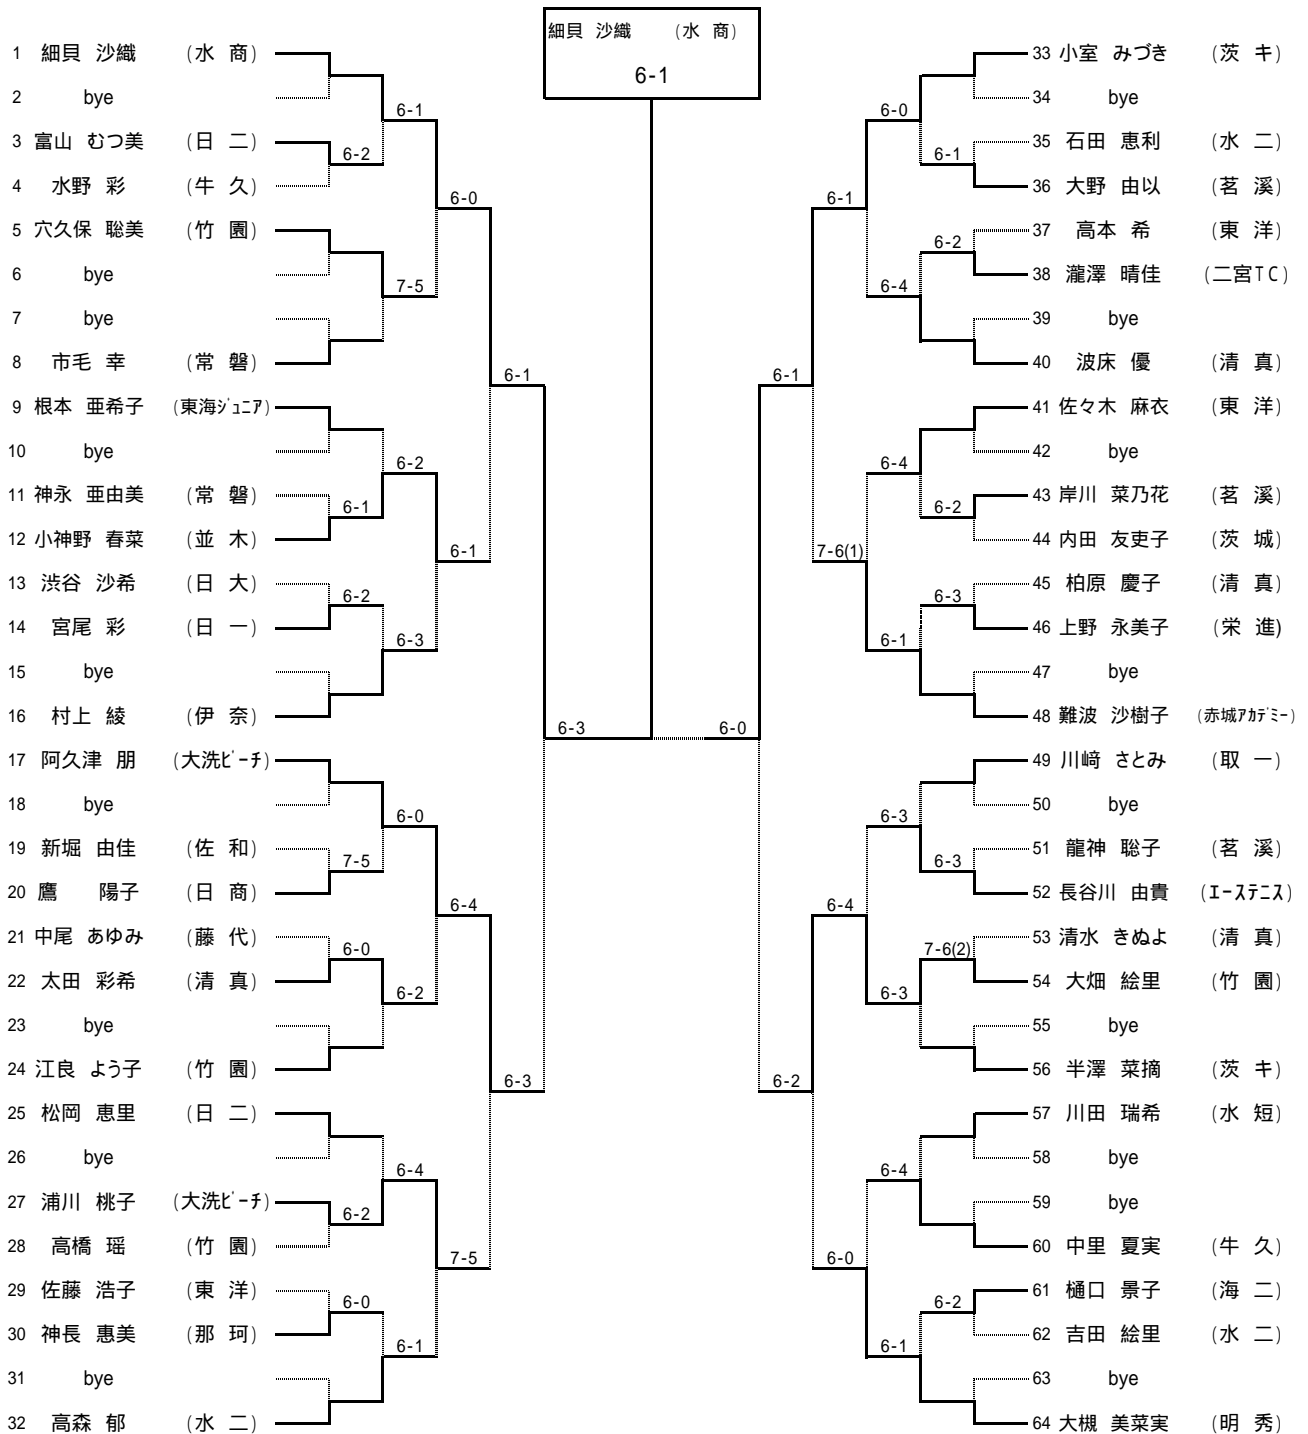 細貝 沙織 (水 商)
6-1
1 細貝 沙織 (水 商)
2 bye
6-1
3 富山 むつ美 (日 二)
6-2
4 水野 彩 (牛 久)
6-0
5 穴久保 聡美 (竹 園)
6 bye
7-5
7 bye
8 市毛 幸 (常 磐)
6-1
9 根本 亜希子 (東海ジュニア)
10 bye
6-2
11 神永 亜由美 (常 磐)
6-1
12 小神野 春菜 (並 木)
6-1
13 渋谷 沙希 (日 大)
6-2
14 宮尾 彩 (日 一)
6-3
15 bye
16 村上 綾 (伊 奈)
6-3
17 阿久津 朋 (大洗ビーチ)
18 bye
6-0
19 新堀 由佳 (佐 和)
7-5
20 鷹 陽子 (日 商)
6-4
21 中尾 あゆみ (藤 代)
6-0
22 太田 彩希 (清 真)
6-2
23 bye
24 江良 よう子 (竹 園)
6-3
25 松岡 恵里 (日 二)
26 bye
6-4
27 浦川 桃子 (大洗ビーチ)
6-2
28 高橋 瑶 (竹 園)
7-5
29 佐藤 浩子 (東 洋)
6-0
30 神長 恵美 (那 珂)
6-1
31 bye
32 高森 郁 (水 二)
33 小室 みづき (茨 キ)
34 bye
6-0
35 石田 恵利 (水 二)
6-1
36 大野 由以 (茗 溪)
6-1
37 高本 希 (東 洋)
6-2
38 瀧澤 晴佳 (二宮TC)
6-4
39 bye
40 波床 優 (清 真)
6-1
41 佐々木 麻衣 (東 洋)
42 bye
6-4
43 岸川 菜乃花 (茗 溪)
6-2
44 内田 友吏子 (茨 城)
7-6(1)
45 柏原 慶子 (清 真)
6-3
46 上野 永美子 (栄 進)
6-1
47 bye
48 難波 沙樹子 (赤城アカデミー)
6-0
49 川﨑 さとみ (取 一)
50 bye
6-3
51 龍神 聡子 (茗 溪)
6-3
52 長谷川 由貴 (エーステニス)
6-4
53 清水 きぬよ (清 真)
7-6(2)
54 大畑 絵里 (竹 園)
6-3
55 bye
56 半澤 菜摘 (茨 キ)
6-2
57 川田 瑞希 (水 短)
58 bye
6-4
59 bye
60 中里 夏実 (牛 久)
6-0
61 樋口 景子 (海 二)
6-2
62 吉田 絵里 (水 二)
6-1
63 bye
64 大槻 美菜実 (明 秀)